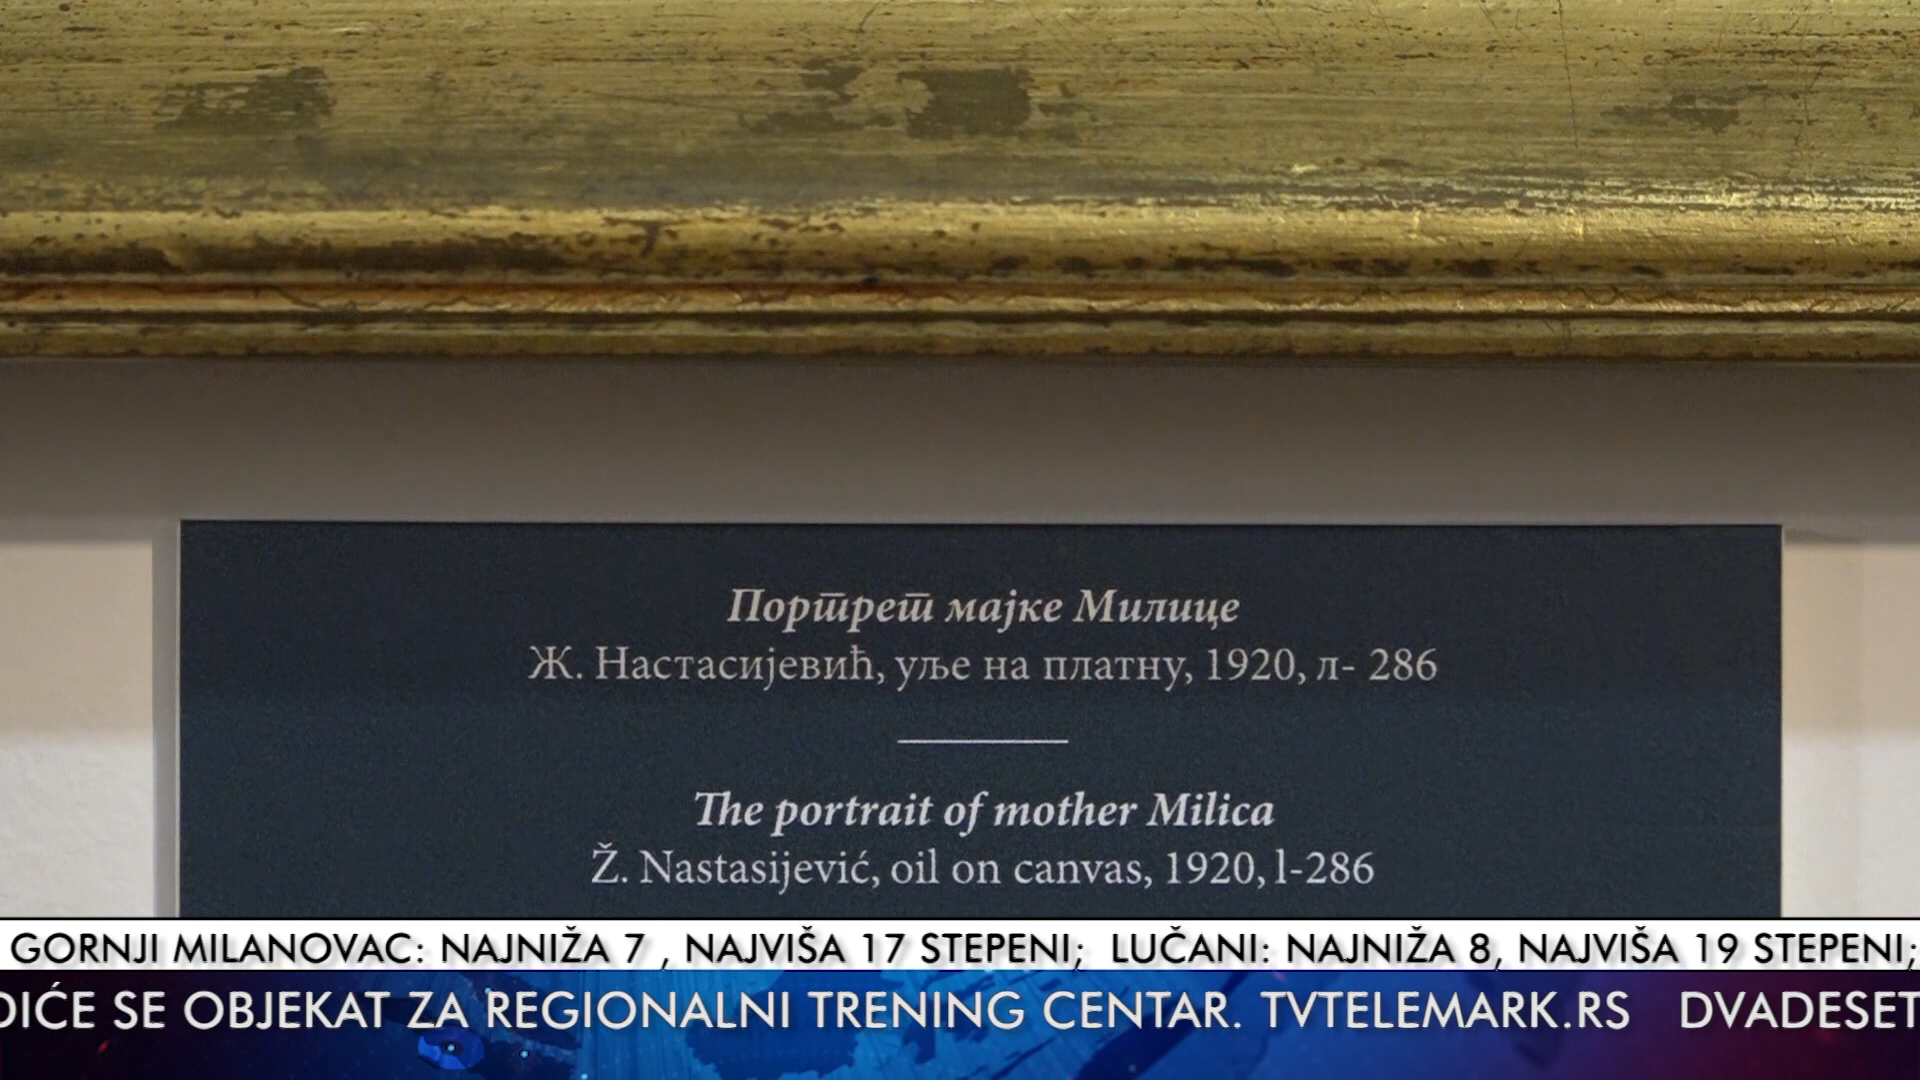 Портрет мајке Милице
Ж. Настасијевић, уље на платну, 1920, л- 286
The portrait of mother Milica
Ž. Nastasijević, oil on canvas, 1920, l-286
GORNJI MILANOVAC: NAJNIŽA 7 , NAJVIŠA 17 STEPENI; LUČANI: NAJNIŽA 8, NAJVIŠA 19 STEPENI;
SE OBJEKAT ZA REGIONALNI TRENING CENTAR. TVTELEMARK.RS DVADESET